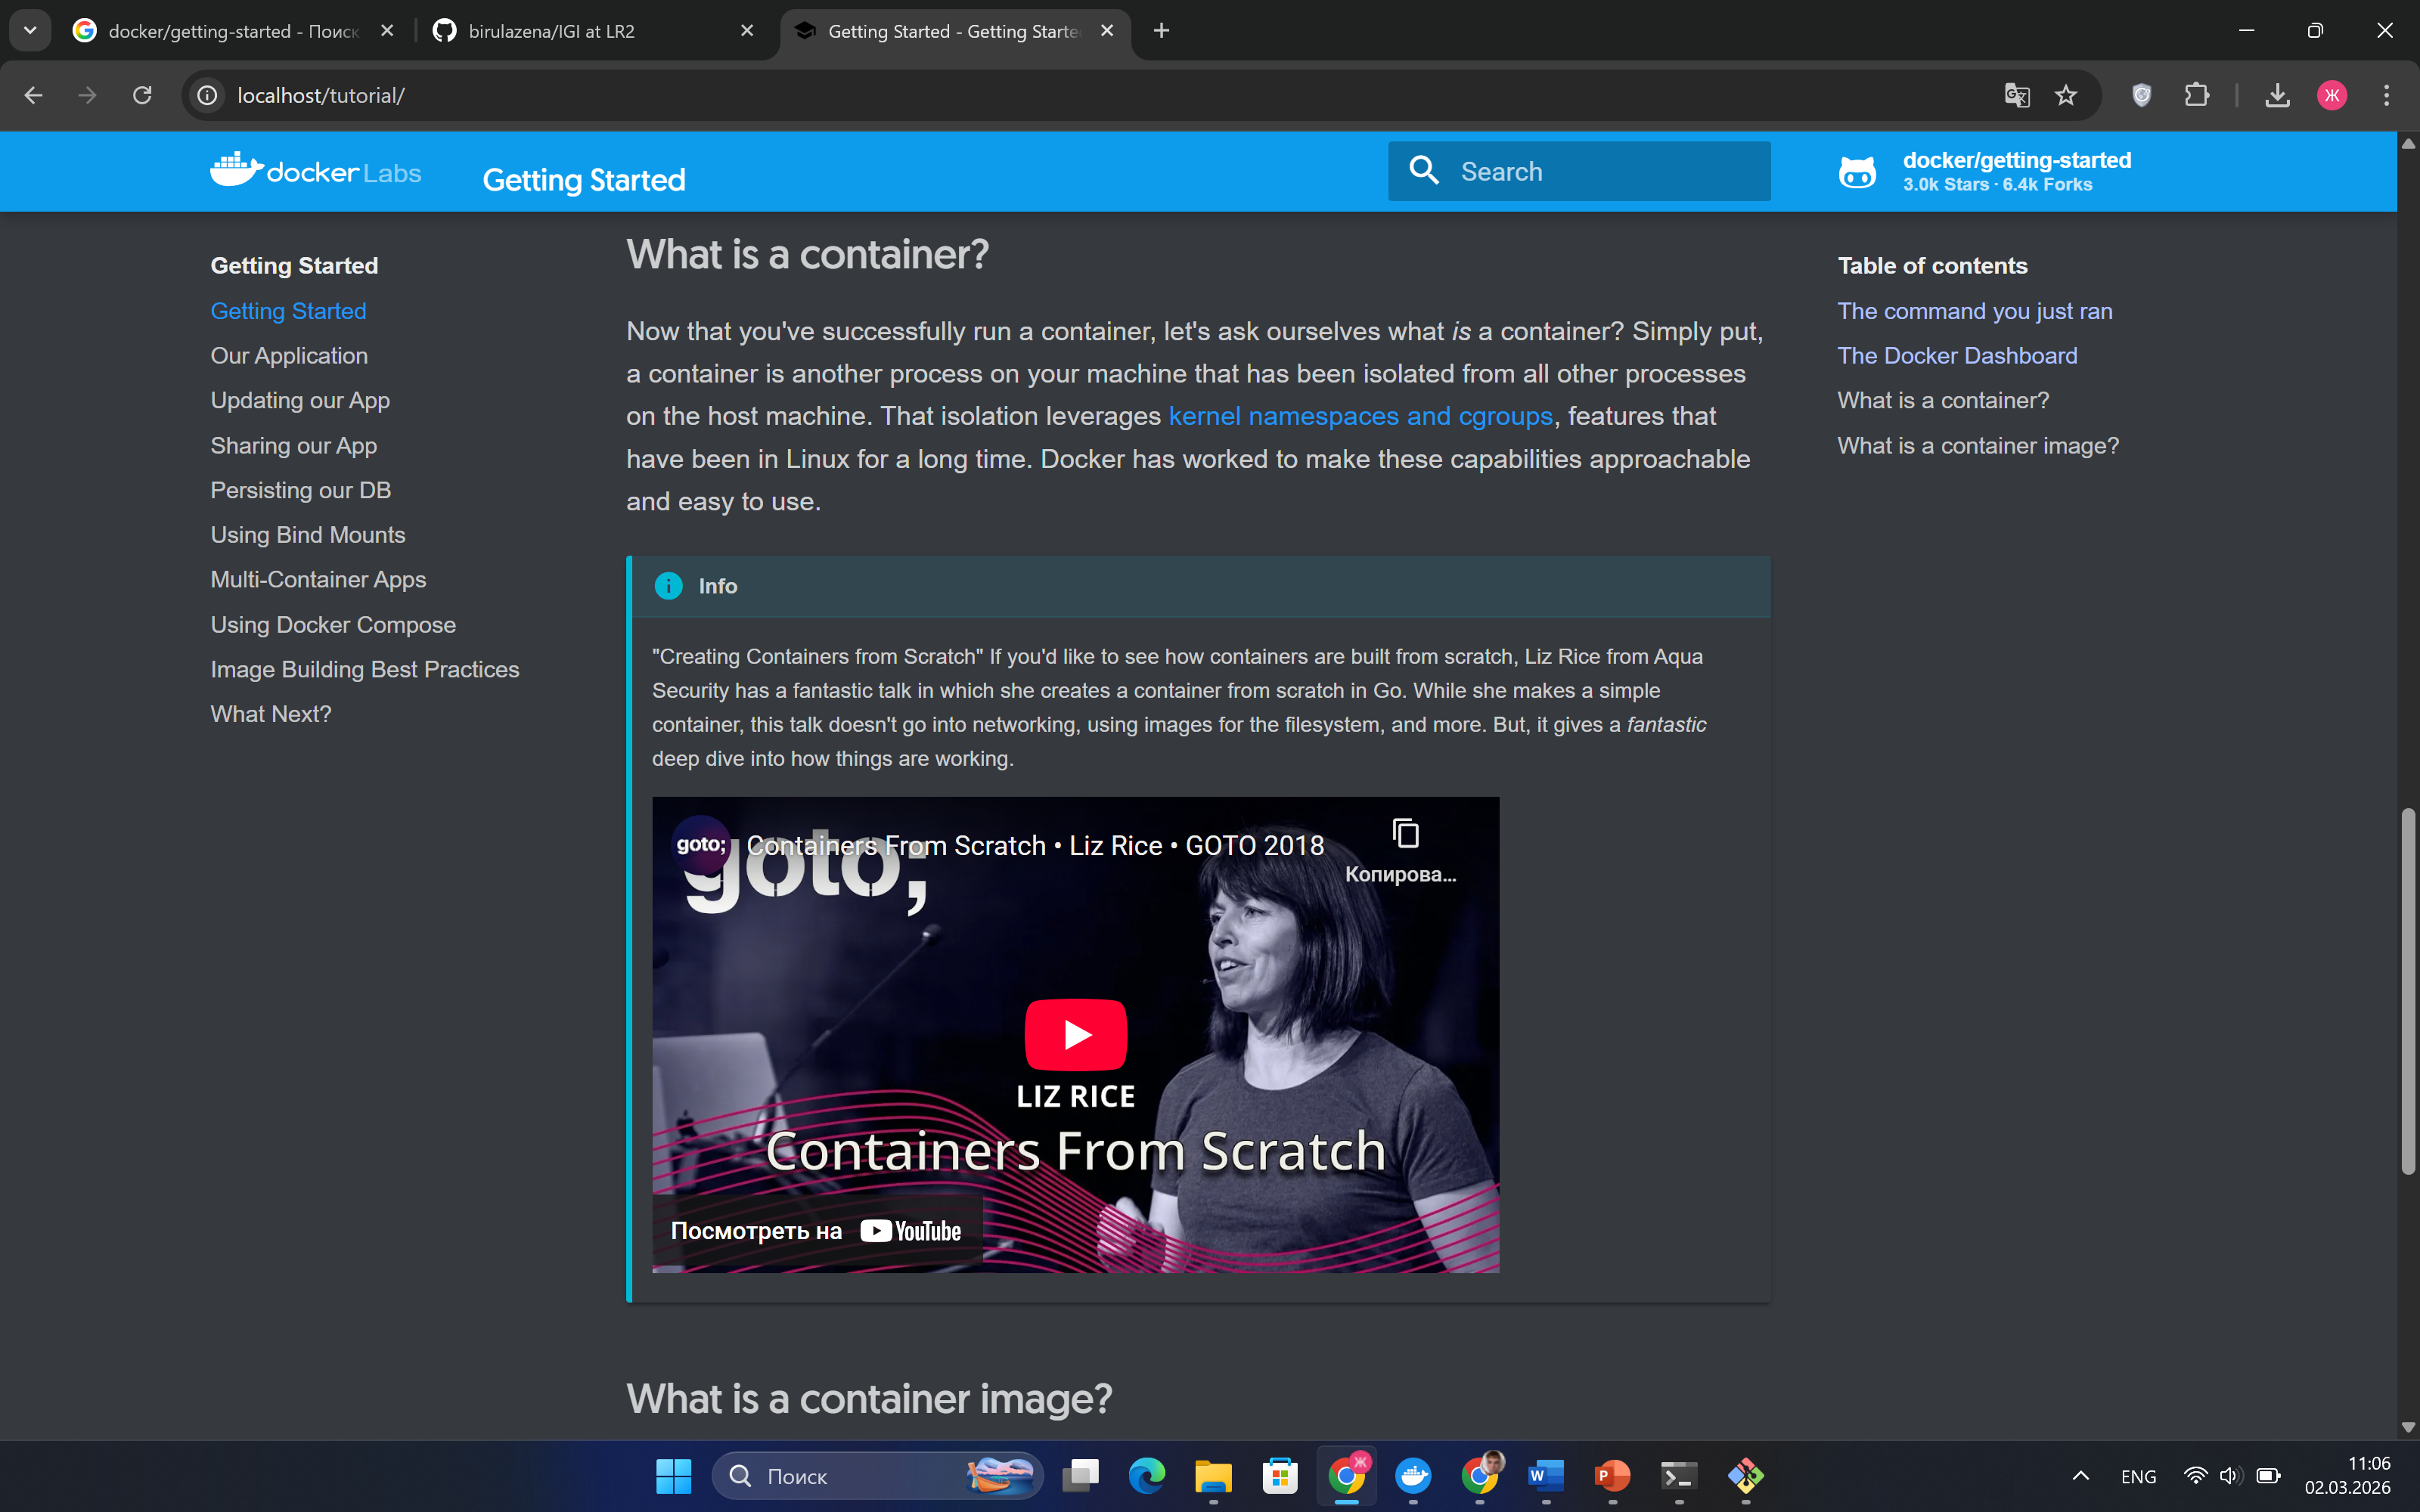 docker/getting-started - Поиск
birulazena/IGI at LR2
Getting Started - Getting Starte
localhost/tutorial/
Ж
docker Labs
Getting Started
Search
docker/getting-started
3.0k Stars · 6.4k Forks
Getting Started
Getting Started
Our Application
Updating our App
Sharing our App
Persisting our DB
Using Bind Mounts
Multi-Container Apps
Using Docker Compose
Image Building Best Practices
What Next?
What is a container?
Now that you've successfully run a container, let's ask ourselves what is a container? Simply put,
a container is another process on your machine that has been isolated from all other processes
on the host machine. That isolation leverages kernel namespaces and cgroups, features that
have been in Linux for a long time. Docker has worked to make these capabilities approachable
and easy to use.
Info
"Creating Containers from Scratch" If you'd like to see how containers are built from scratch, Liz Rice from Aqua
Security has a fantastic talk in which she creates a container from scratch in Go. While she makes a simple
container, this talk doesn't go into networking, using images for the filesystem, and more. But, it gives a fantastic
deep dive into how things are working.
goto;
Containers From Scratch • Liz Rice • GOTO 2018
Копирова...
goto;
LIZ RICE
Containers From Scratch
Посмотреть на YouTube
What is a container image?
Table of contents
The command you just ran
The Docker Dashboard
What is a container?
What is a container image?
Поиск
Ж
W
P
ENG
11:06
02.03.2026